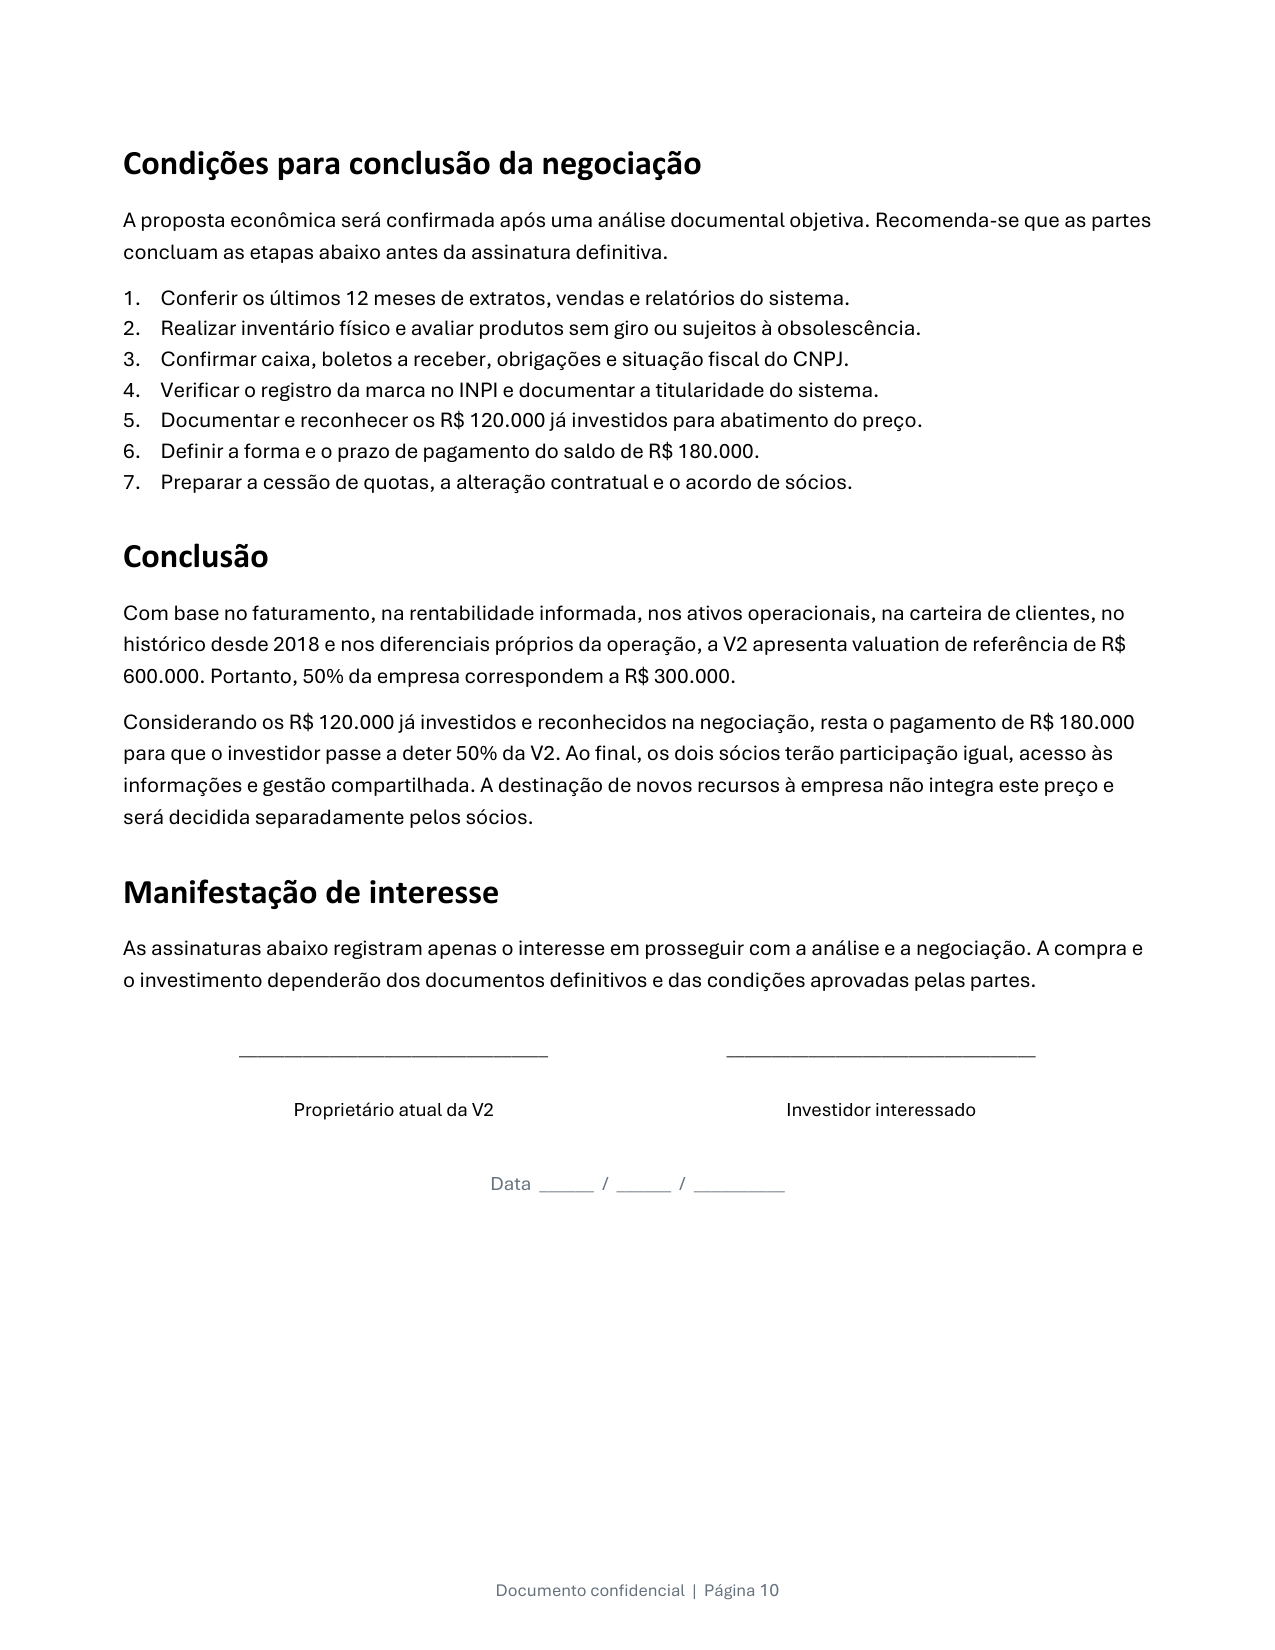 Condições para conclusão da negociação
A proposta econômica será confirmada após uma análise documental objetiva. Recomenda-se que as partes
concluam as etapas abaixo antes da assinatura definitiva.
1. Conferir os últimos 12 meses de extratos, vendas e relatórios do sistema.
2. Realizar inventário físico e avaliar produtos sem giro ou sujeitos à obsolescência.
3. Confirmar caixa, boletos a receber, obrigações e situação fiscal do CNPJ.
4. Verificar o registro da marca no INPI e documentar a titularidade do sistema.
5. Documentar e reconhecer os R$ 120.000 já investidos para abatimento do preço.
6. Definir a forma e o prazo de pagamento do saldo de R$ 180.000.
7. Preparar a cessão de quotas, a alteração contratual e o acordo de sócios.
Conclusão
Com base no faturamento, na rentabilidade informada, nos ativos operacionais, na carteira de clientes, no
histórico desde 2018 e nos diferenciais próprios da operação, a V2 apresenta valuation de referência de R$
600.000. Portanto, 50% da empresa correspondem a R$ 300.000.
Considerando os R$ 120.000 já investidos e reconhecidos na negociação, resta o pagamento de R$ 180.000
para que o investidor passe a deter 50% da V2. Ao final, os dois sócios terão participação igual, acesso às
informações e gestão compartilhada. A destinação de novos recursos à empresa não integra este preço e
será decidida separadamente pelos sócios.
Manifestação de interesse
As assinaturas abaixo registram apenas o interesse em prosseguir com a análise e a negociação. A compra e
o investimento dependerão dos documentos definitivos e das condições aprovadas pelas partes.
__________________________________ __________________________________
Proprietário atual da V2 Investidor interessado
Data ______ / ______ / __________
Documento confidencial | Página 10